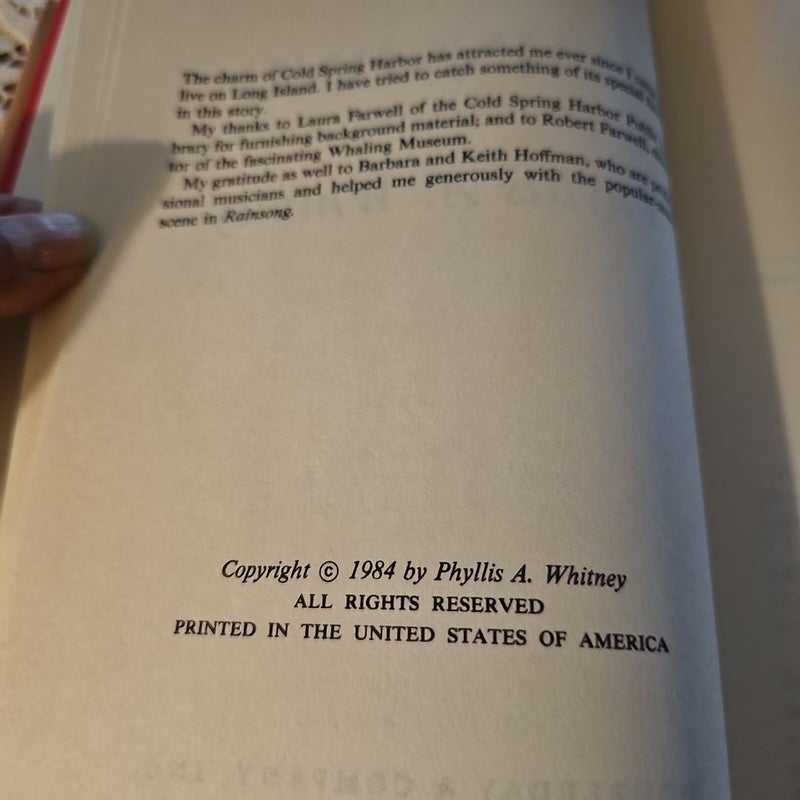 The charm of Cold Spring Harbor has attracted me ever since I
live on Long Island. I have tried to catch something of its special
in this story.
My thanks to Laura Farwell of the Cold Spring Harbor
brary for furnishing background material; and to Robert Farwell,
tor of the fascinating Whaling Museum.
My gratitude as well to Barbara and Keith Hoffman, who are
sional musicians and helped me generously with the popular-
scene in Rainsong.
Copyright © 1984 by Phyllis A. Whitney
ALL RIGHTS RESERVED
PRINTED IN THE UNITED STATES OF AMERICA